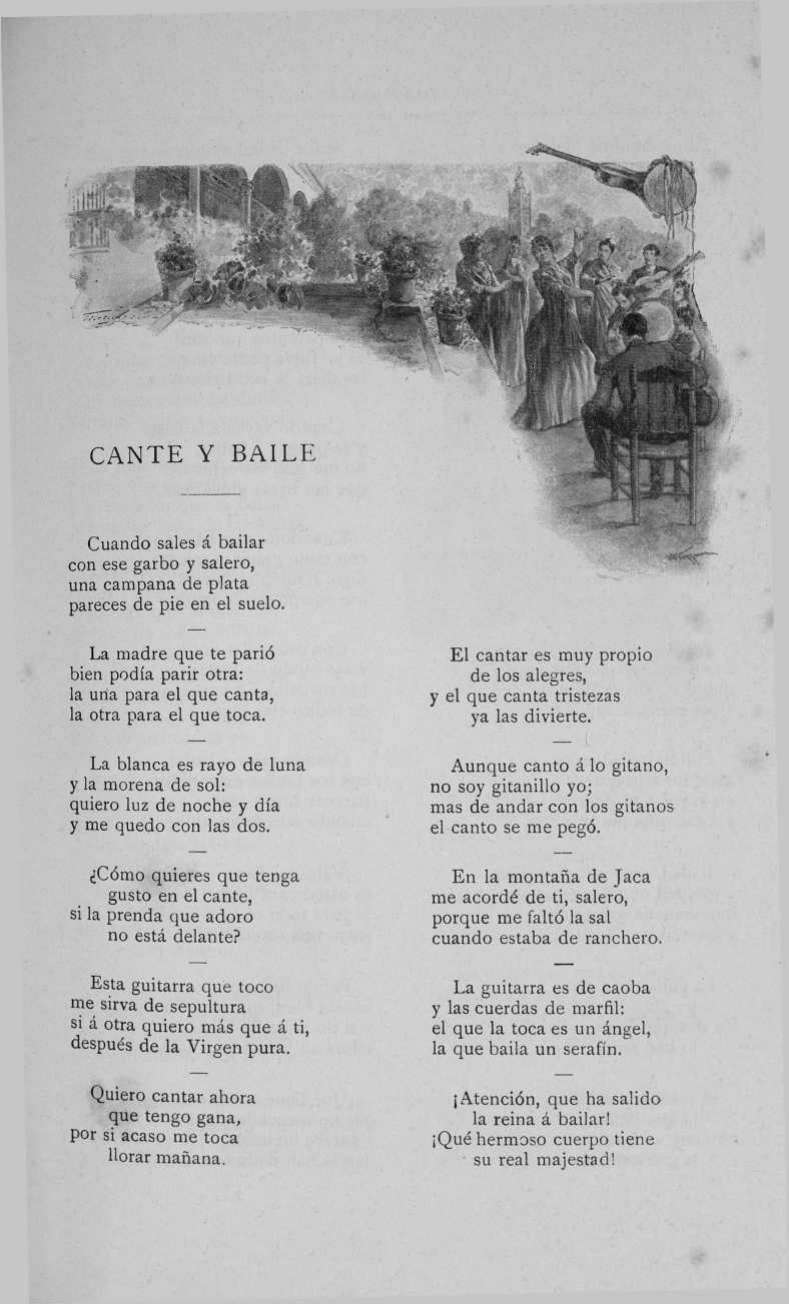 CANTE Y BAILE
Cuando sales á bailar
con ese garbo y salero,
una campana de plata
pareces de pie en el suelo.
La madre que te parió
bien podía parir otra:
la una para el que canta,
la otra para el que toca.
La blanca es rayo de luna
y la morena de sol:
quiero luz de noche y día
y me quedo con las dos.
¿Cómo quieres que tenga
gusto en el cante,
si la prenda que adoro
no está delante?
Esta guitarra que toco
me sirva de sepultura
si á otra quiero más que á ti,
después de la Virgen pura.
Quiero cantar ahora
que tengo gana,
por si acaso me toca
llorar mañana.
El cantar es muy propio
de los alegres,
y el que canta tristezas
ya las divierte.
Aunque canto á lo gitano,
no soy gitanillo yo;
mas de andar con los gitanos
el canto se me pegó.
En la montaña de Jaca
me acordé de ti, salero,
porque me faltó la sal
cuando estaba de ranchero.
La guitarra es de caoba
y las cuerdas de marfil:
el que la toca es un ángel,
la que baila un serafín.
¡Atención, que ha salido
la reina á bailar!
¡Qué hermoso cuerpo tiene
su real majestad!